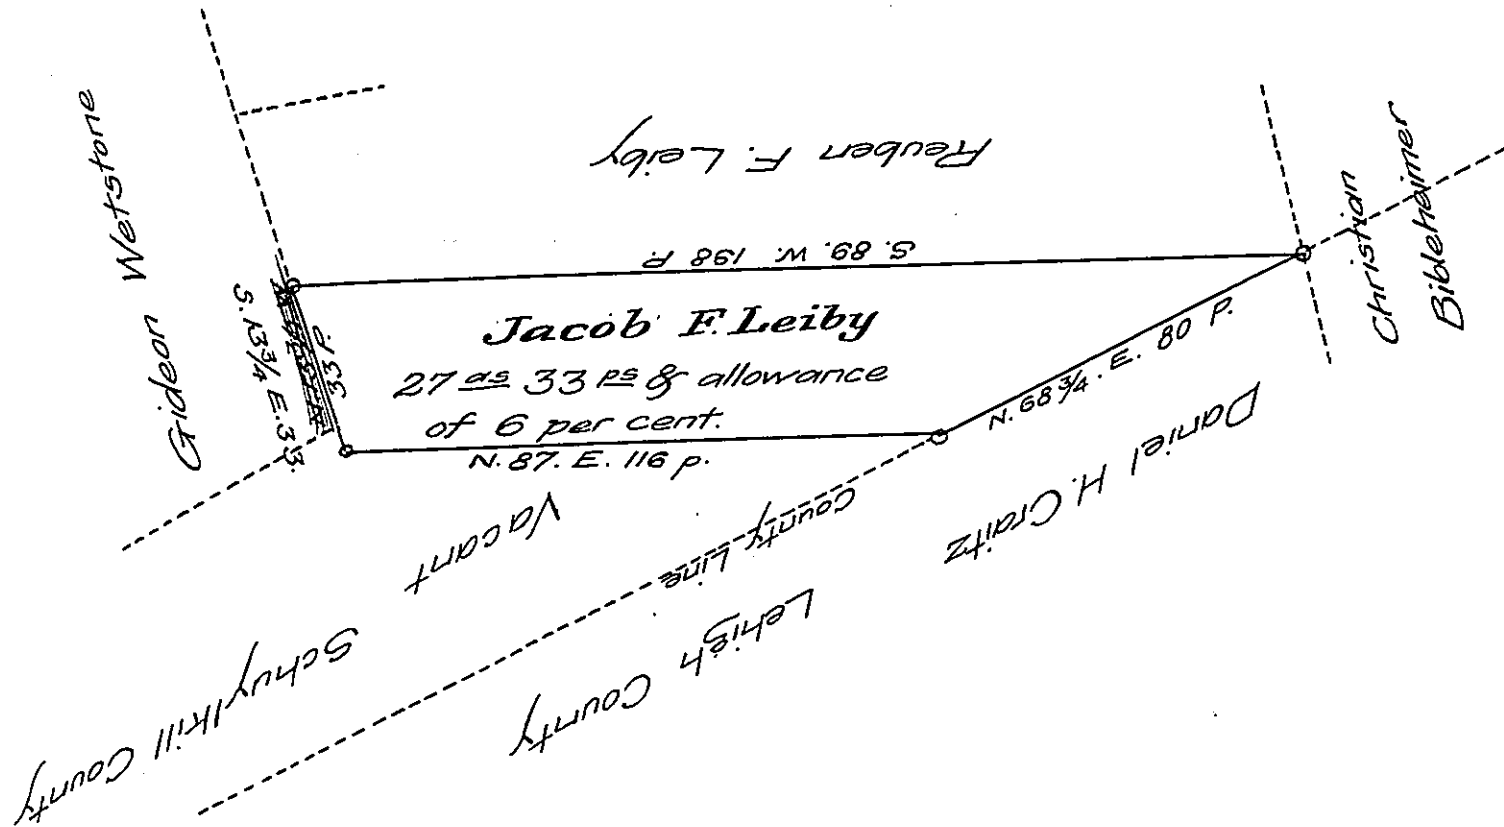 Gideon Wetstone
Reuben F. Leiby
Christian
Bibleheimer
S. 89. W. 198 P.
S. 13¾ E. 33.
33 P.
Jacob F. Leiby
27 as 33 ps & allowance
of 6 per cent.
N. 87. E. 116 p.
N. 68¾. E. 80 P.
Daniel H. Craitz
Vacant
County Line
Lehigh County
Schuylkill County